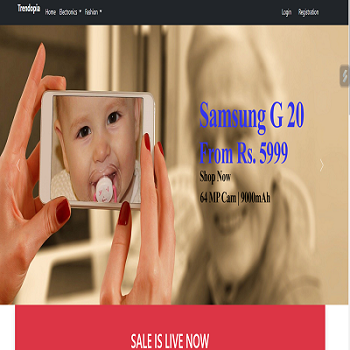 Trendopia Home Electronics Fashion Login Registration
Samsung G 20
From Rs. 5999
Shop Now
64 MP Cam | 9000mAh
SALE IS LIVE NOW